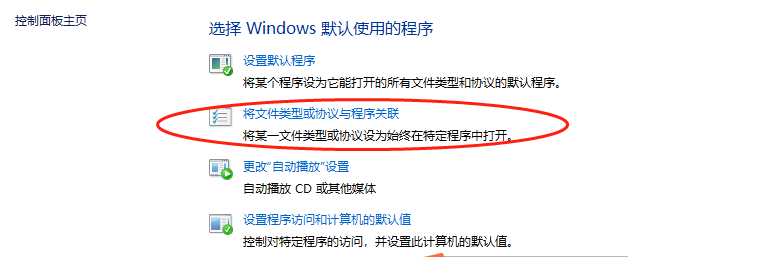 控制面板主页
选择 Windows 默认使用的程序
设置默认程序
将某个程序设为它能打开的所有文件类型和协议的默认程序。
将文件类型或协议与程序关联
将某一文件类型或协议设为始终在特定程序中打开。
更改“自动播放”设置
自动播放 CD 或其他媒体
设置程序访问和计算机的默认值
控制对特定程序的访问，并设置此计算机的默认值。